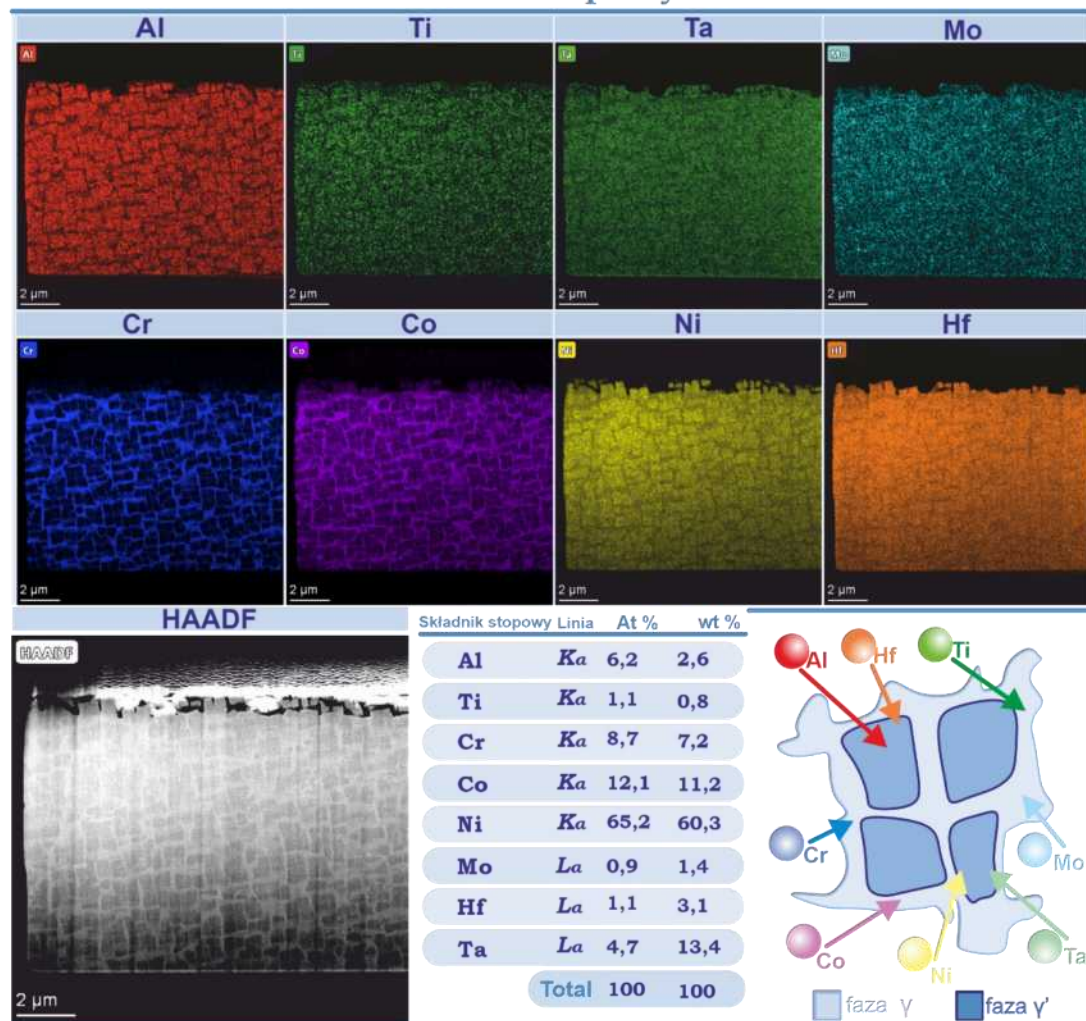 Al Ti Ta Mo
Al Ti Ta Mo
2 µm 2 µm 2 µm 2 µm
Cr Co Ni Hf
Cr Co Ni Hf
2 µm 2 µm 2 µm 2 µm
HAADF
HAADF
2 µm
Składnik stopowy Linia At % wt %
Al Ka 6,2 2,6
Ti Ka 1,1 0,8
Cr Ka 8,7 7,2
Co Ka 12,1 11,2
Ni Ka 65,2 60,3
Mo La 0,9 1,4
Hf La 1,1 3,1
Ta La 4,7 13,4
Total 100 100
Al Hf Ti
Cr Mo
Co Ni Ta
faza γ faza γ'